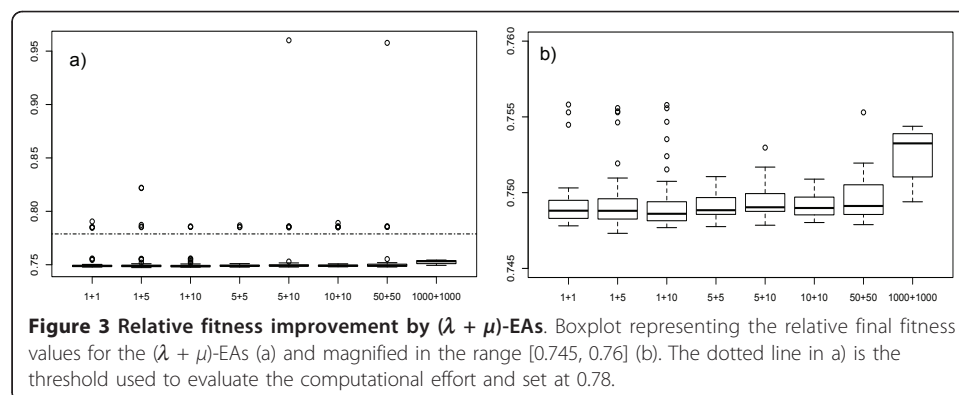 a)
0.95
0.90
0.85
0.80
0.75
1+1 1+5 1+10 5+5 5+10 10+10 50+50 1000+1000
b)
0.760
0.755
0.750
0.745
1+1 1+5 1+10 5+5 5+10 10+10 50+50 1000+1000
Figure 3 Relative fitness improvement by (λ + μ)-EAs. Boxplot representing the relative final fitness
values for the (λ + μ)-EAs (a) and magnified in the range [0.745, 0.76] (b). The dotted line in a) is the
threshold used to evaluate the computational effort and set at 0.78.